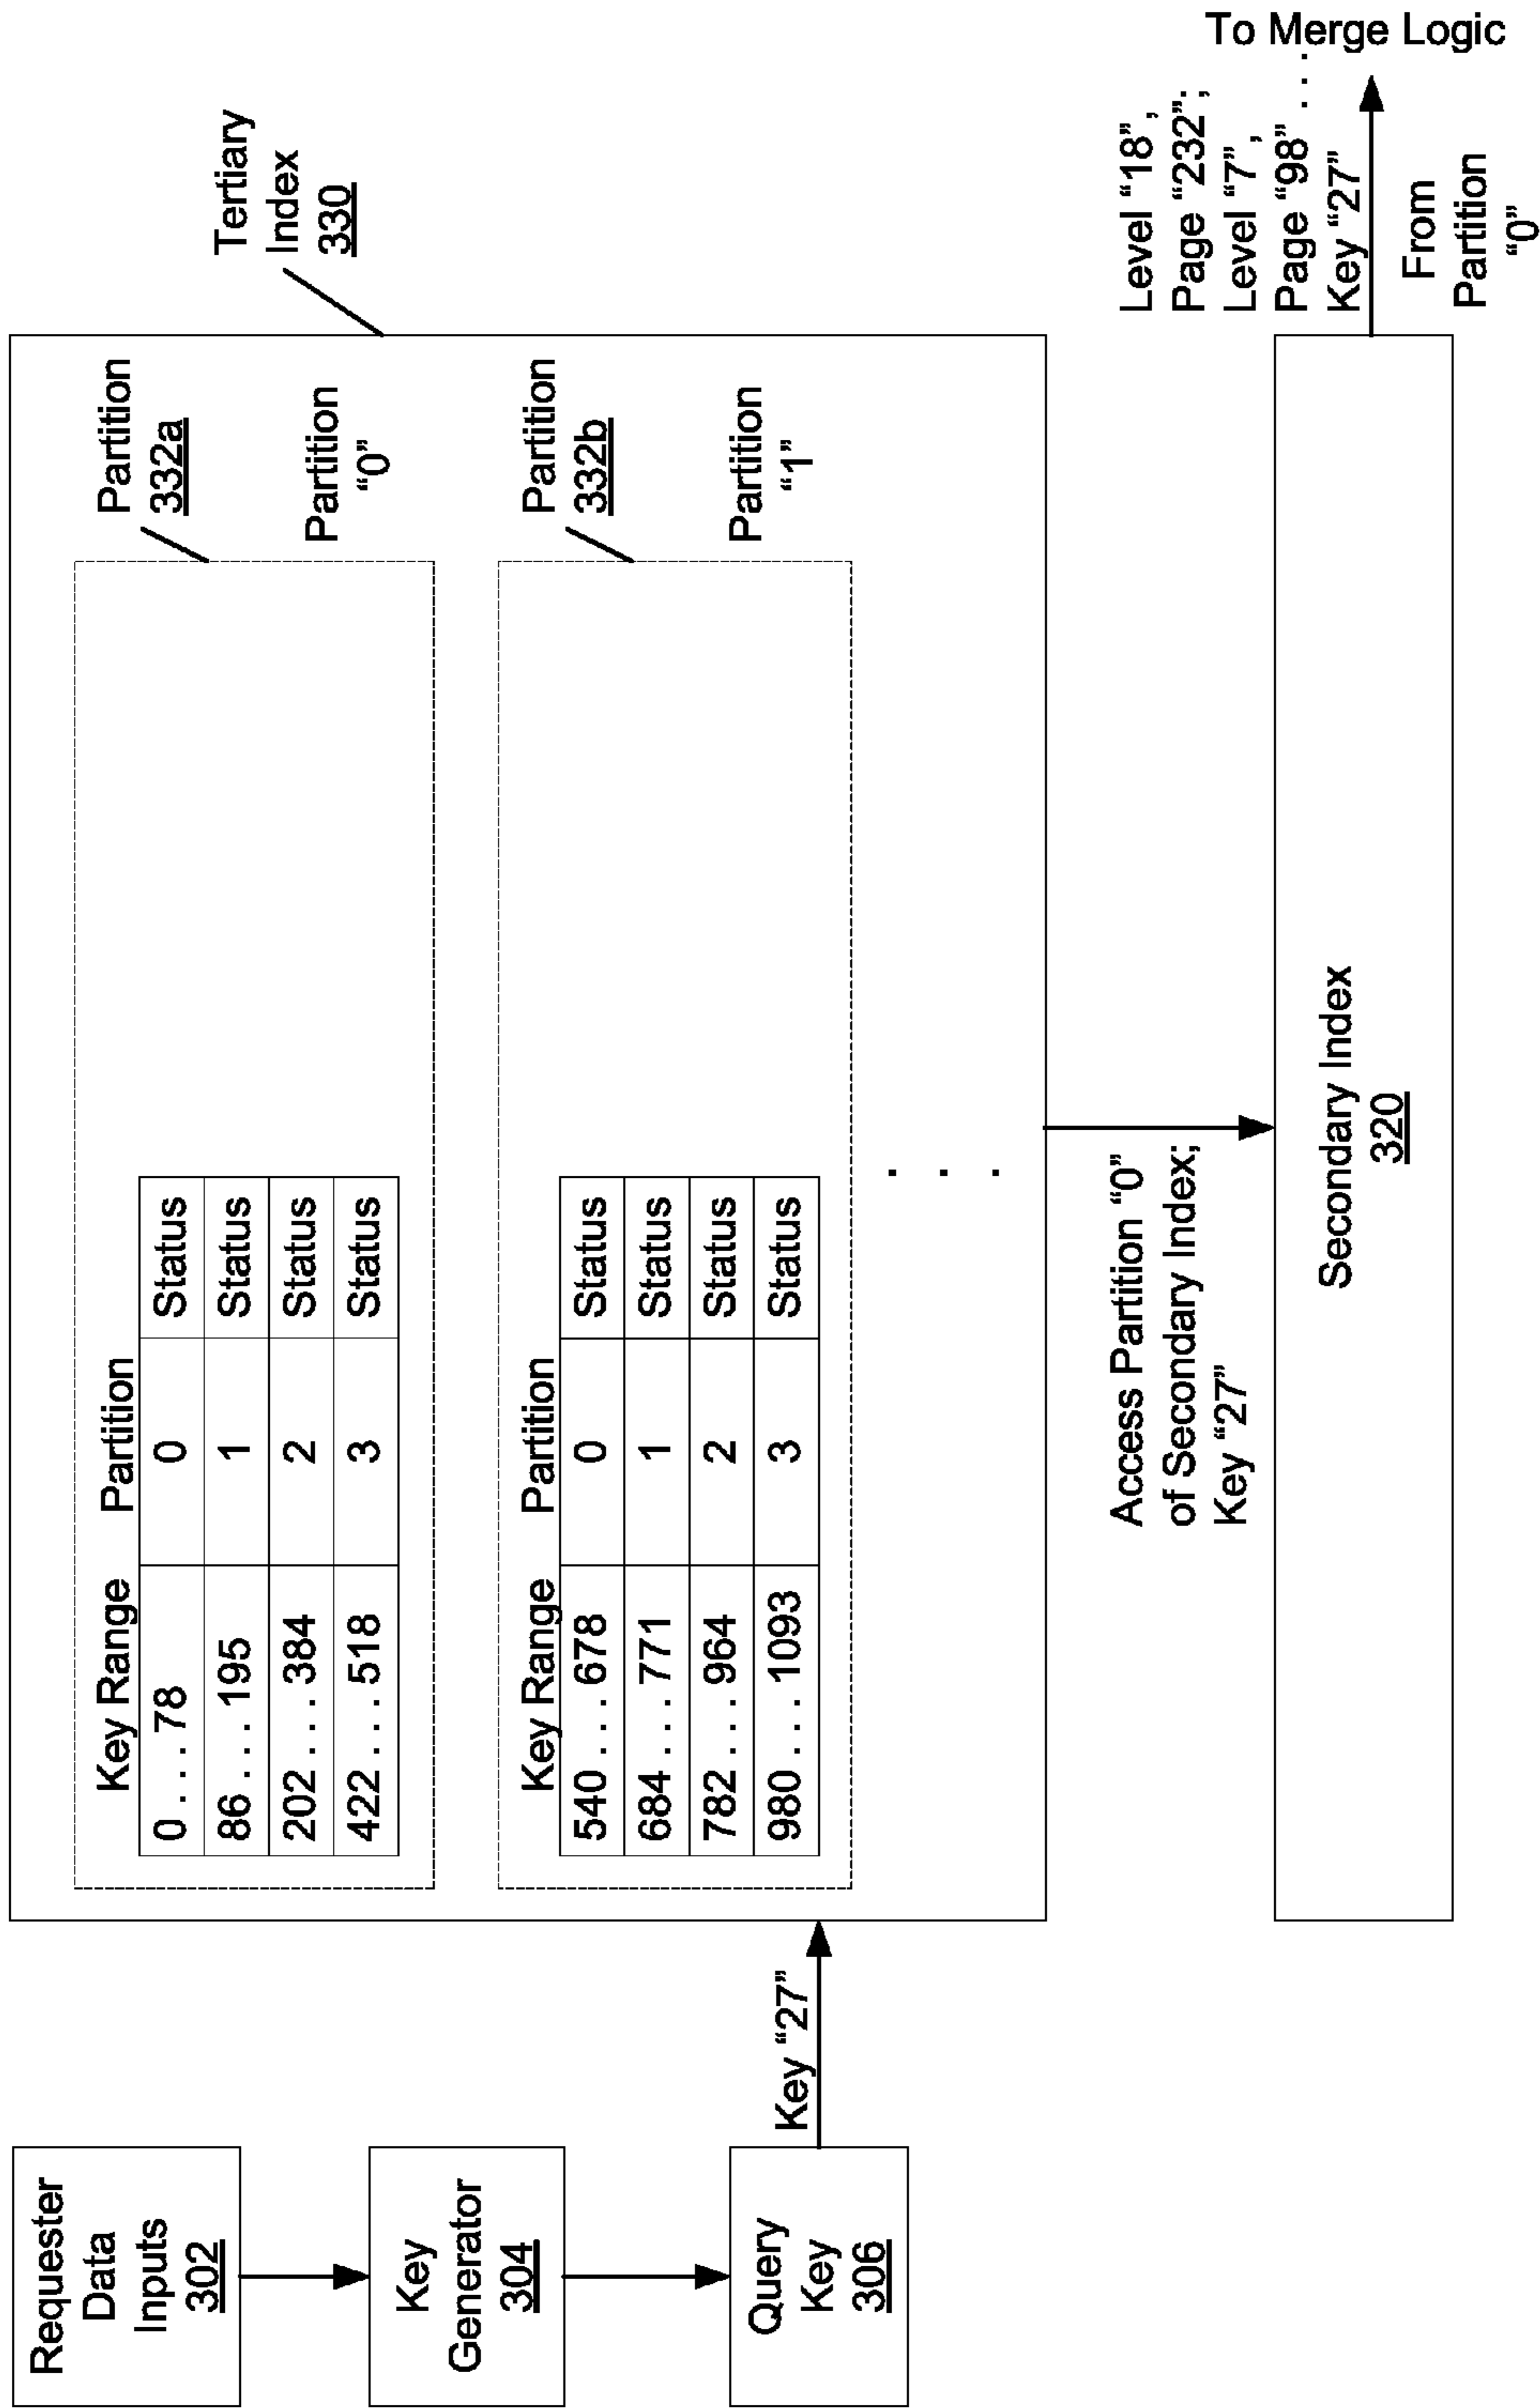 Requester
Data
Inputs
302
Key
Generator
304
Query
Key
306
Key “27”
Tertiary
Index
330
Partition
332a
Partition
“0”
Key Range Partition
0 . . . 78 0 Status
86 . . . 195 1 Status
202 . . . 384 2 Status
422 . . . 518 3 Status
Partition
332b
Partition
“1”
Key Range Partition
540 . . . 678 0 Status
684 . . . 771 1 Status
782 . . . 964 2 Status
980 . . . 1093 3 Status
. . .
Access Partition “0”
of Secondary Index;
Key “27”
Secondary Index
320
Level “18”,
Page “232”;
Level “7”,
Page “98” . . .
Key “27”
To Merge Logic
From
Partition
“0”